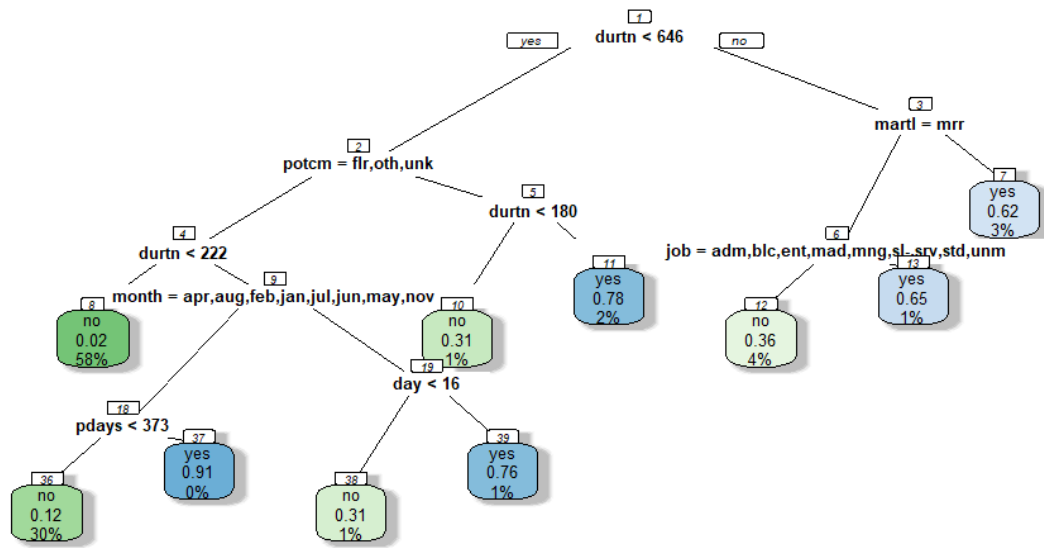 1
yes
durtn < 646
no
3
martl = mrr
2
potcm = flr,oth,unk
5
durtn < 180
7
yes
0.62
3%
4
durtn < 222
6
job = adm,blc,ent,mad,mng,sl-,srv,std,unm
9
month = apr,aug,feb,jan,jul,jun,may,nov
11
yes
0.78
2%
13
yes
0.65
1%
8
no
0.02
58%
10
no
0.31
1%
12
no
0.36
4%
19
day < 16
18
pdays < 373
37
yes
0.91
0%
39
yes
0.76
1%
36
no
0.12
30%
38
no
0.31
1%